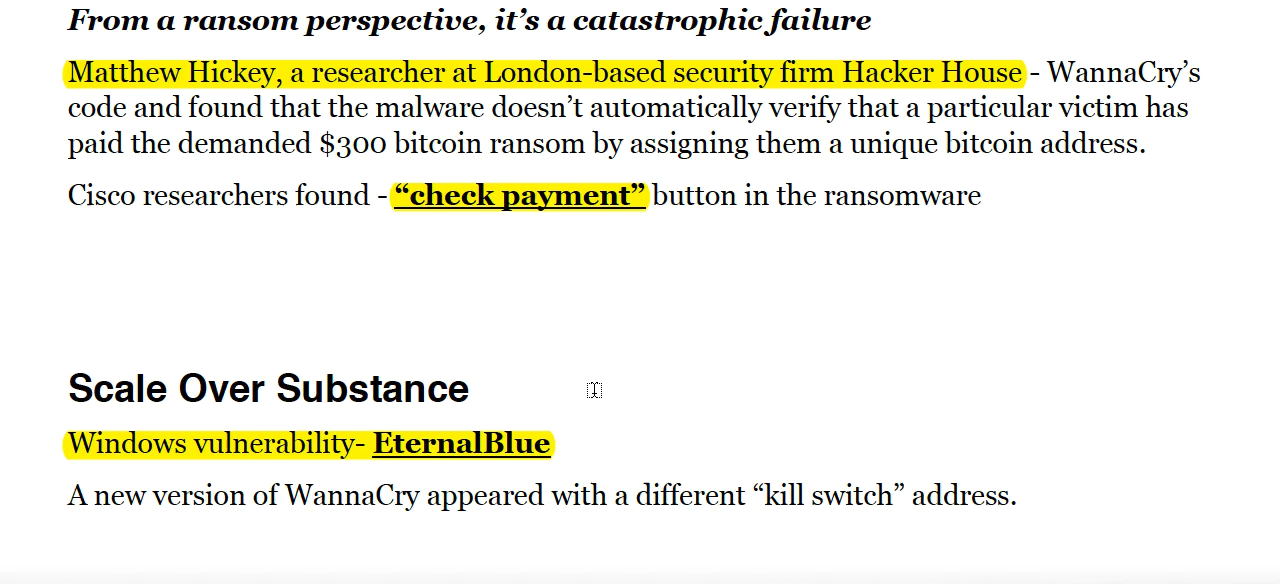 From a ransom perspective, it’s a catastrophic failure
Matthew Hickey, a researcher at London-based security firm Hacker House - WannaCry’s
code and found that the malware doesn’t automatically verify that a particular victim has
paid the demanded $300 bitcoin ransom by assigning them a unique bitcoin address.
Cisco researchers found - “check payment” button in the ransomware
Scale Over Substance
Windows vulnerability- EternalBlue
A new version of WannaCry appeared with a different “kill switch” address.